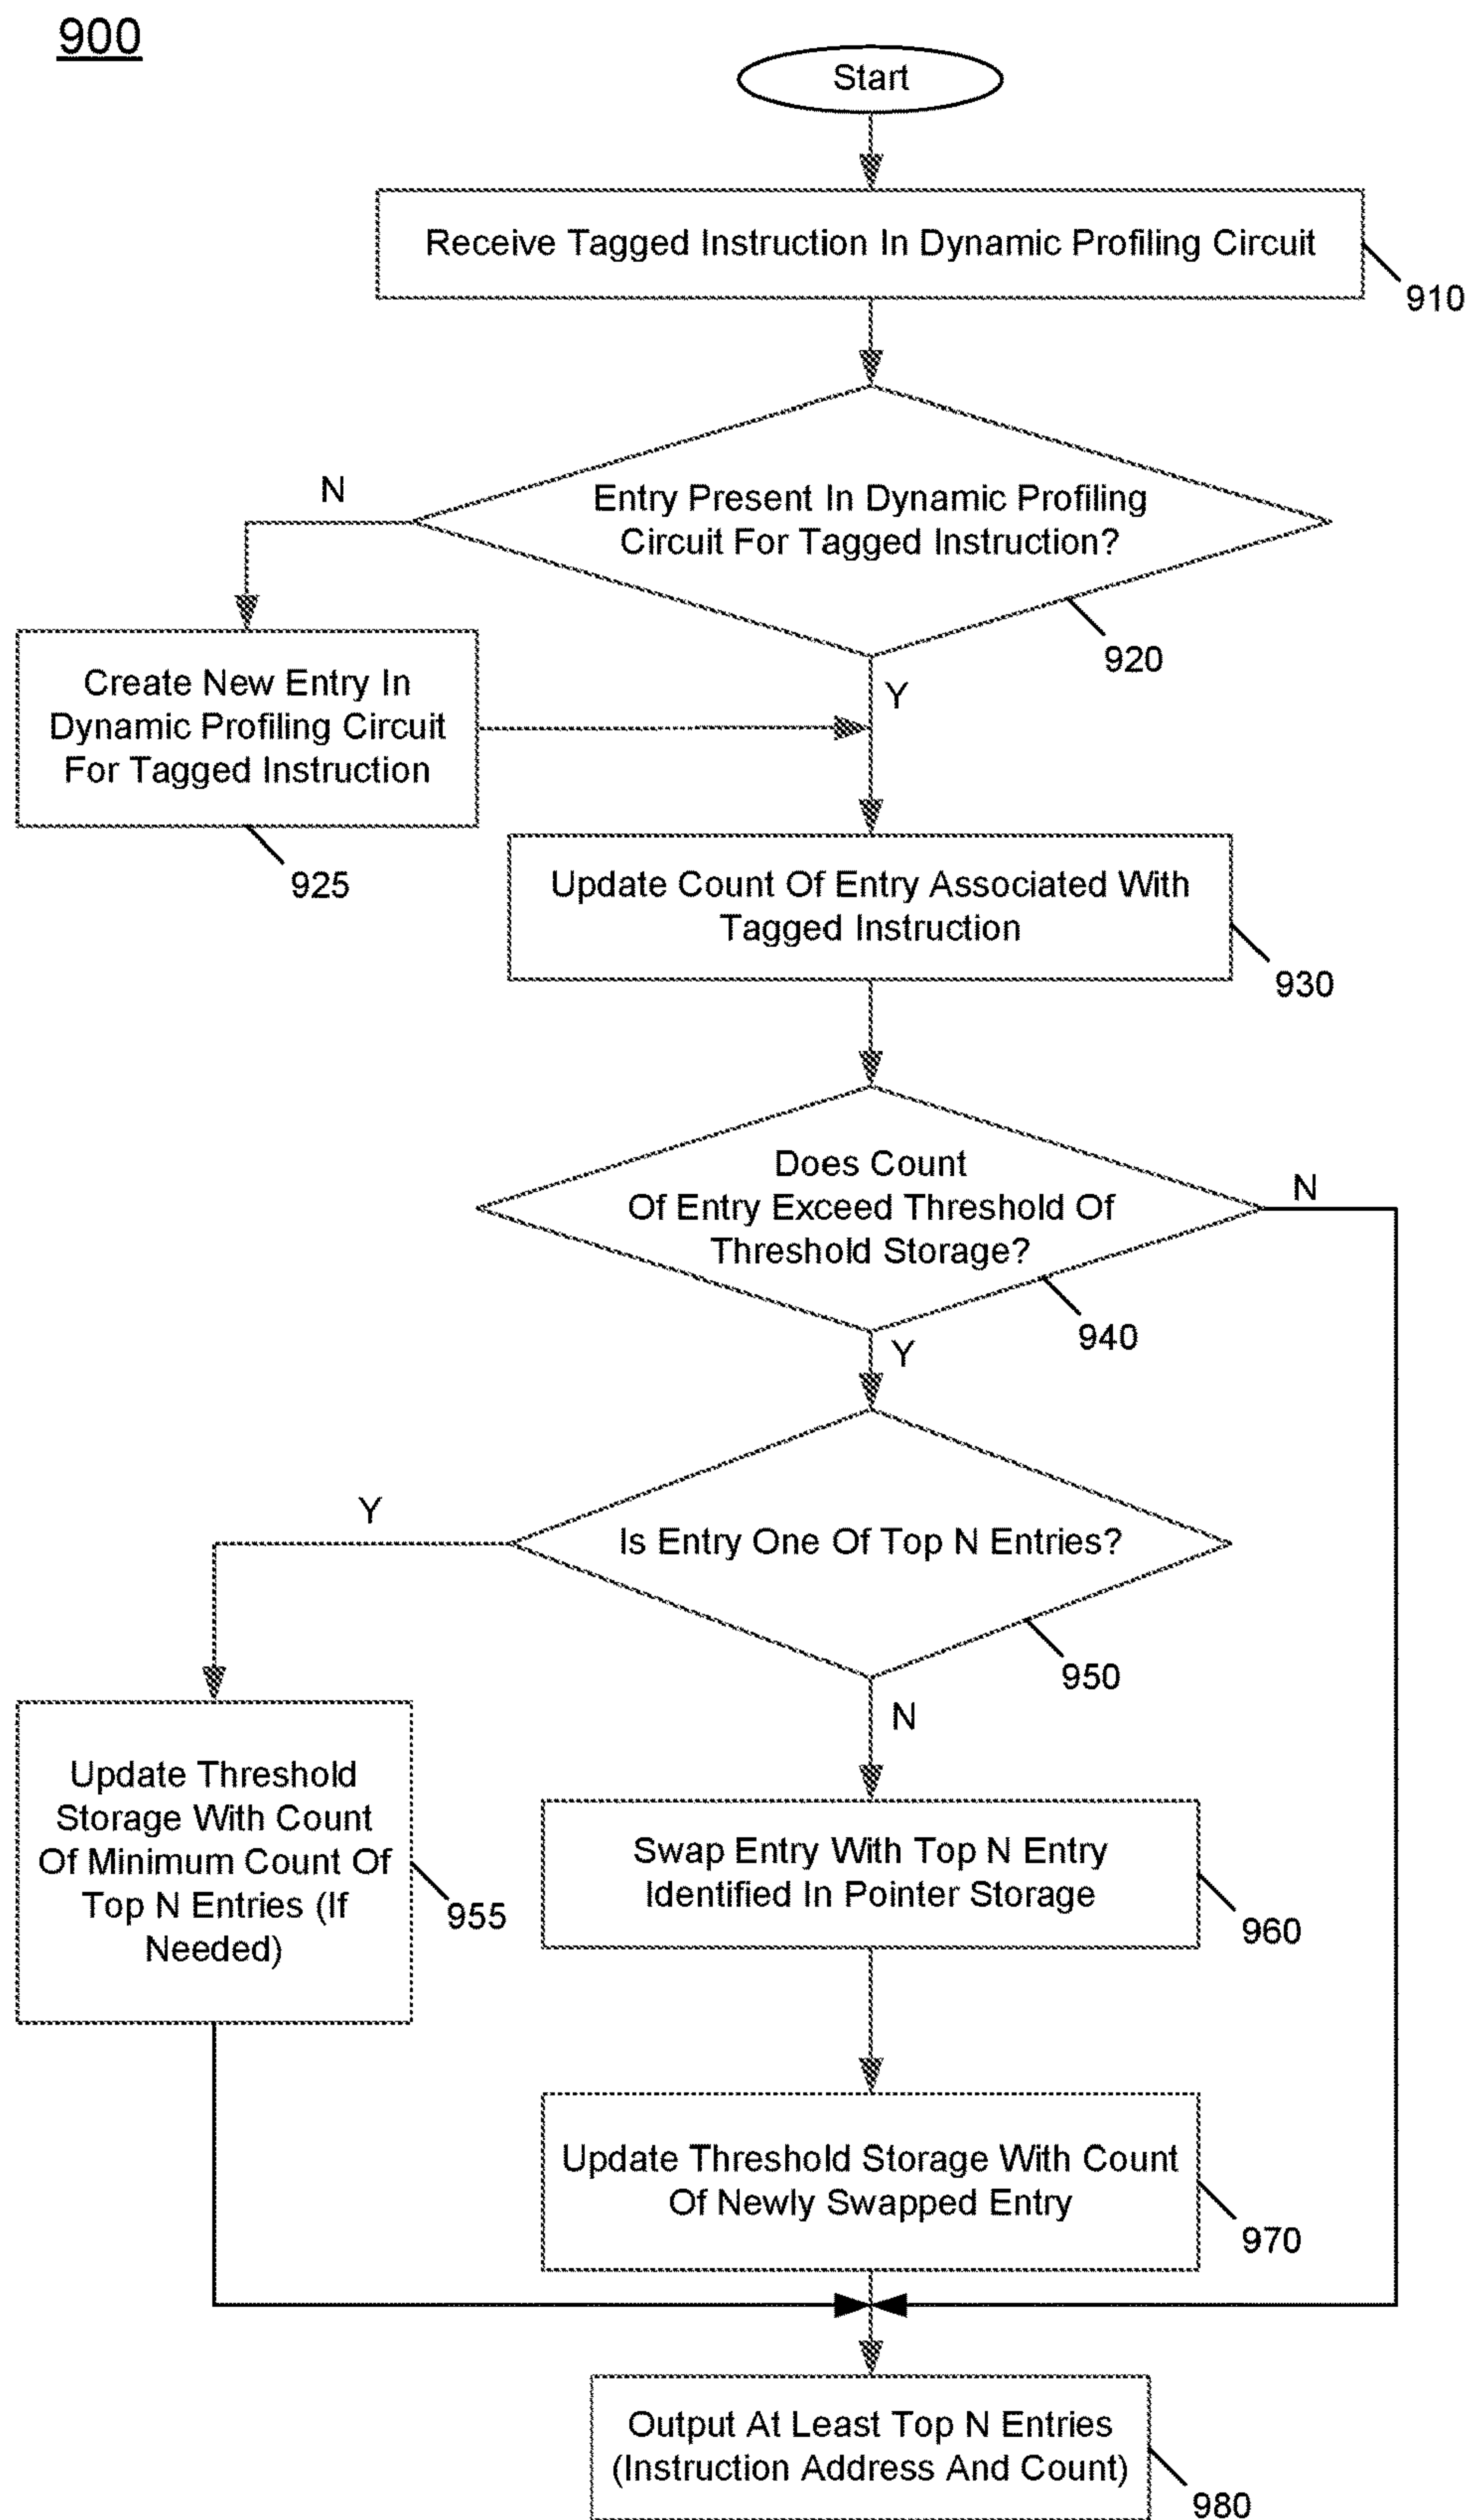 900
Start
Receive Tagged Instruction In Dynamic Profiling Circuit
910
N
Entry Present In Dynamic Profiling
Circuit For Tagged Instruction?
920
Y
Create New Entry In
Dynamic Profiling Circuit
For Tagged Instruction
925
Update Count Of Entry Associated With
Tagged Instruction
930
Does Count
Of Entry Exceed Threshold Of
Threshold Storage?
N
940
Y
Is Entry One Of Top N Entries?
Y
950
N
Update Threshold
Storage With Count
Of Minimum Count Of
Top N Entries (If
Needed)
955
Swap Entry With Top N Entry
Identified In Pointer Storage
960
Update Threshold Storage With Count
Of Newly Swapped Entry
970
Output At Least Top N Entries
(Instruction Address And Count)
980